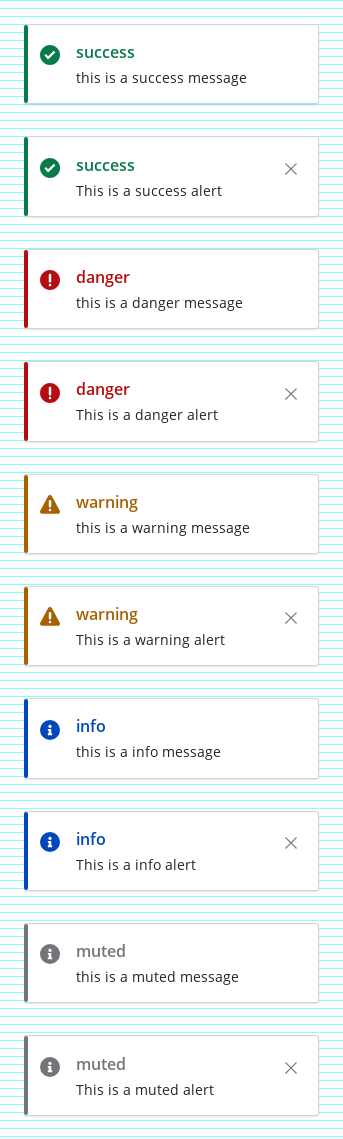 success
this is a success message
success
This is a success alert
danger
this is a danger message
danger
This is a danger alert
warning
this is a warning message
warning
This is a warning alert
info
this is a info message
info
This is a info alert
muted
this is a muted message
muted
This is a muted alert